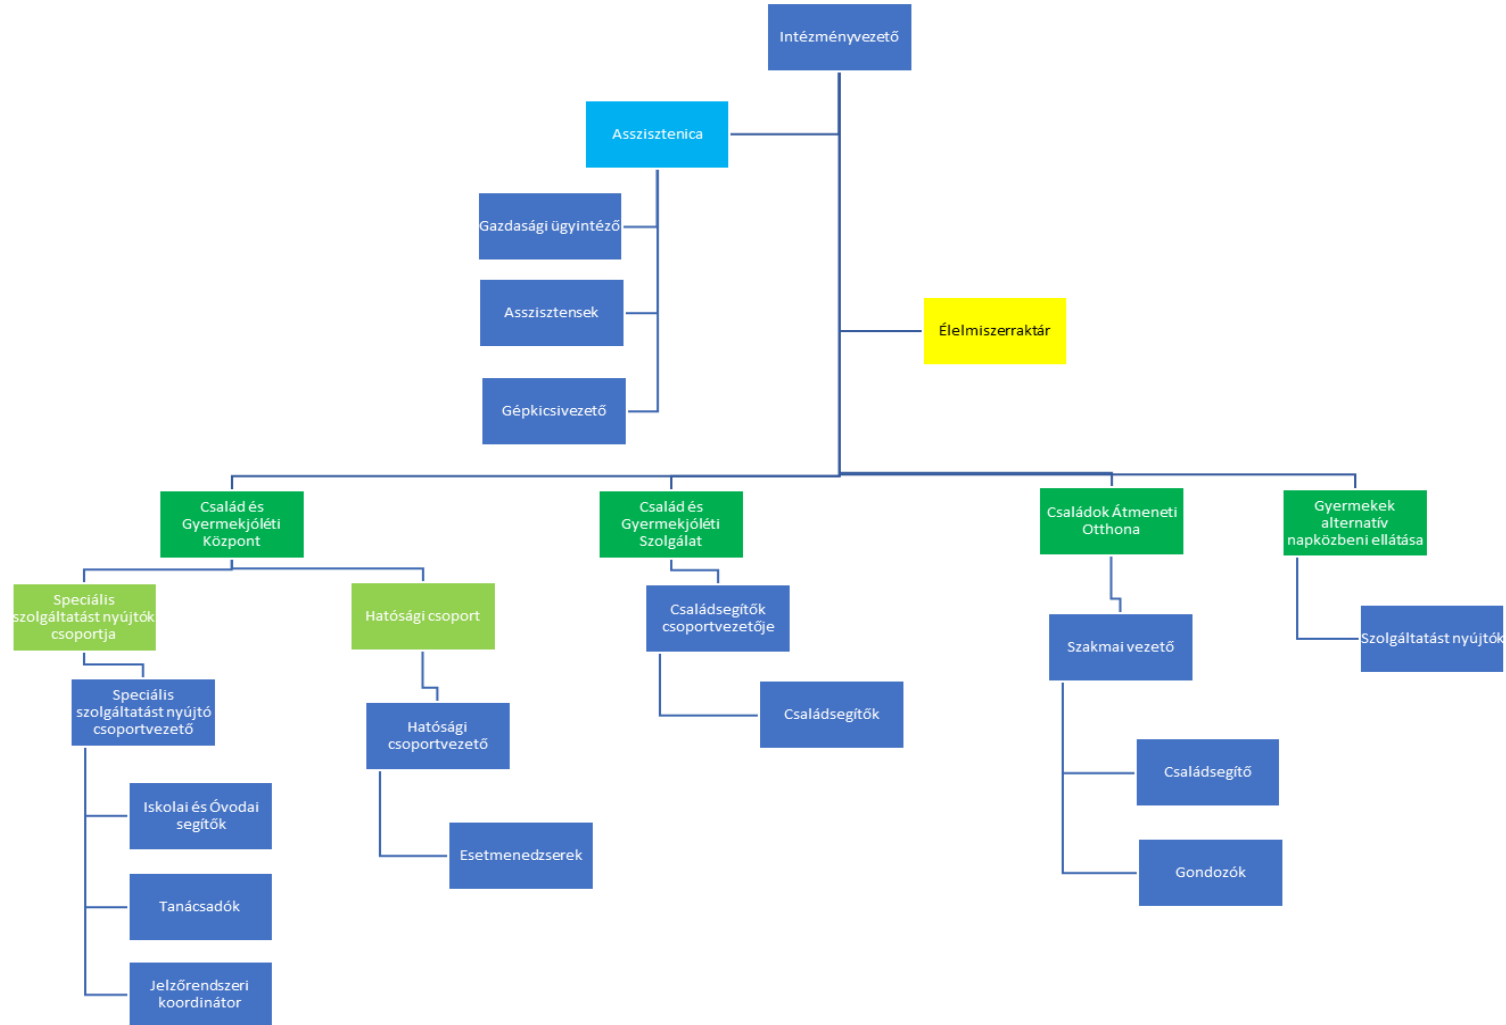 Intézményvezető
Asszisztenica
Gazdasági ügyintéző
Asszisztensek
Gépkicsivezető
Élelmiszerraktár
Család és
Gyermekjóléti
Központ
Család és
Gyermekjóléti
Szolgálat
Családok Átmeneti
Otthona
Gyermekek
alternatív
napközbeni ellátása
Speciális
szolgáltatást nyújtók
csoportja
Hatósági csoport
Családsegítők
csoportvezetője
Szakmai vezető
Szolgáltatást nyújtók
Speciális
szolgáltatást nyújtó
csoportvezető
Hatósági
csoportvezető
Családsegítők
Családsegítő
Iskolai és Óvodai
segítők
Esetmenedzserek
Gondozók
Tanácsadók
Jelzőrendszeri
koordinátor